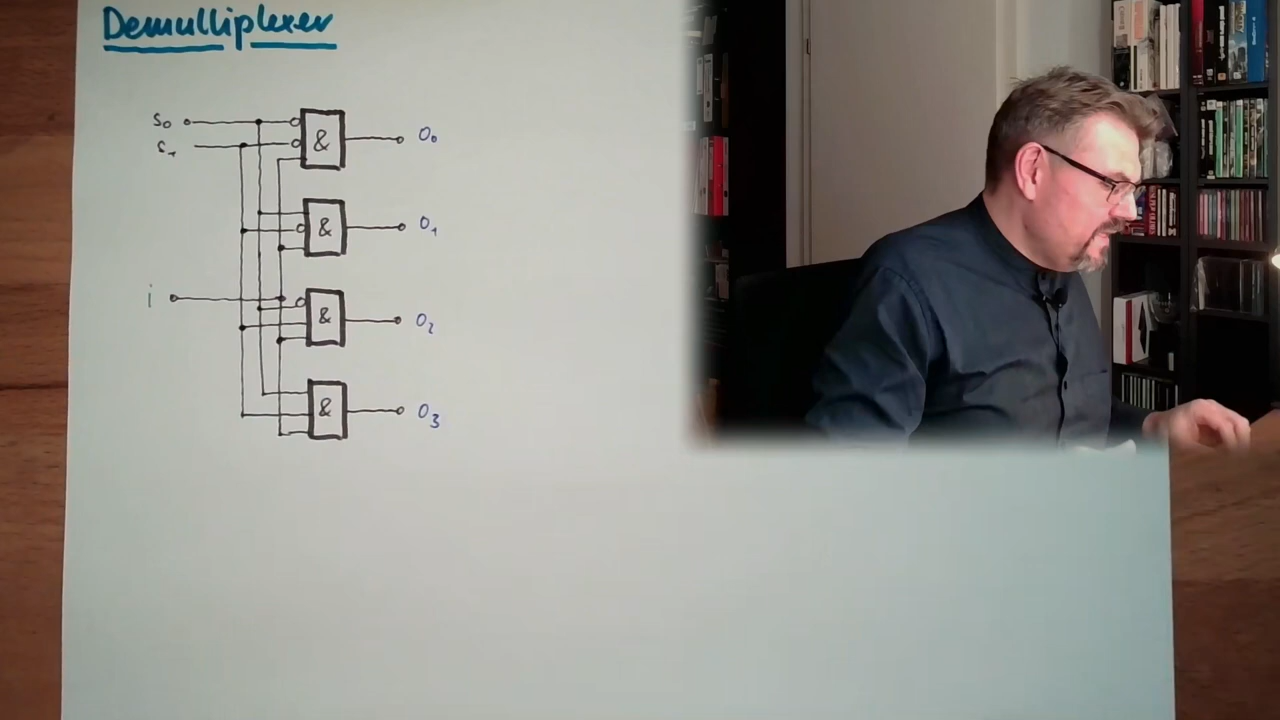 Demultiplexer
S₀
S₁
& O₀
& O₁
i
& O₂
& O₃